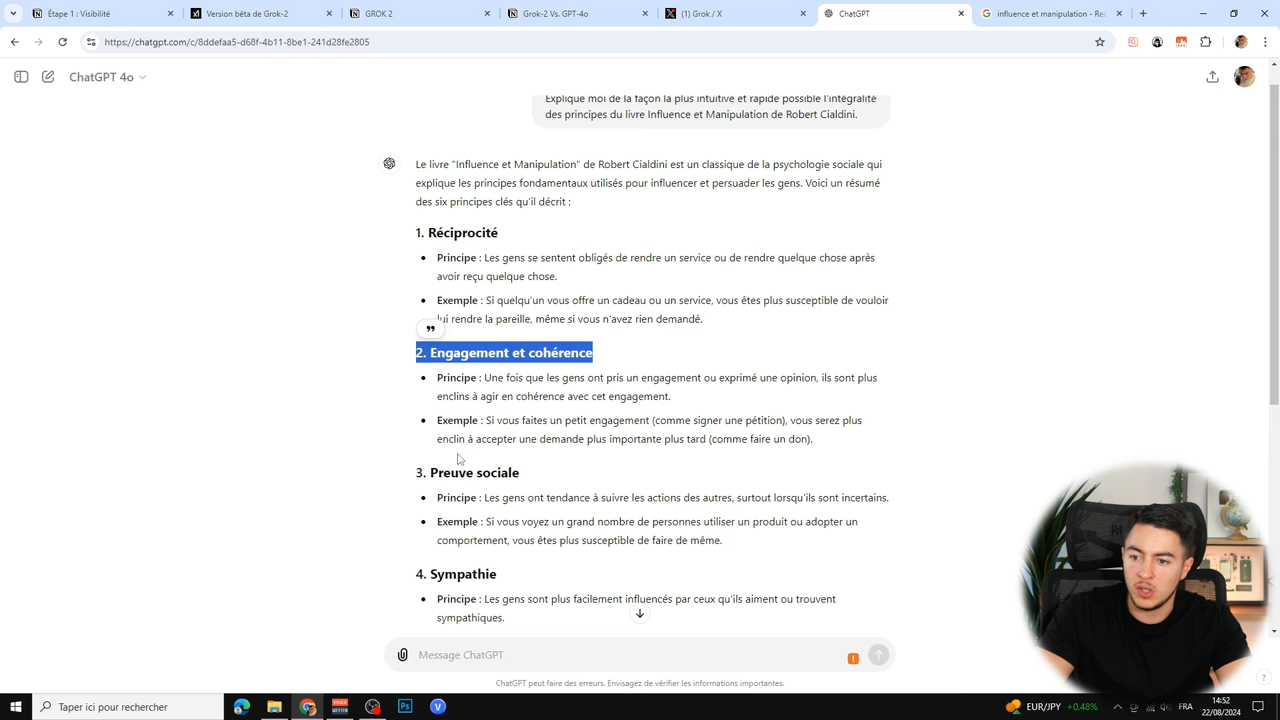 Étape 1 : Visibilité
Version bêta de Grok-2
GROK 2
Grok-2 Vs. GPT-4o
(1) Grok / X
ChatGPT
influence et manipulation - Rec
https://chatgpt.com/c/8ddefaa5-d68f-4b11-8be1-241d28fe2805
ChatGPT 4o
Explique moi de la façon la plus intuitive et rapide possible l'intégralité
des principes du livre Influence et Manipulation de Robert Cialdini.
Le livre "Influence et Manipulation" de Robert Cialdini est un classique de la psychologie sociale qui
explique les principes fondamentaux utilisés pour influencer et persuader les gens. Voici un résumé
des six principes clés qu'il décrit :
1. Réciprocité
Principe : Les gens se sentent obligés de rendre un service ou de rendre quelque chose après
avoir reçu quelque chose.
Exemple : Si quelqu'un vous offre un cadeau ou un service, vous êtes plus susceptible de vouloir
lui rendre la pareille, même si vous n'avez rien demandé.
2. Engagement et cohérence
Principe : Une fois que les gens ont pris un engagement ou exprimé une opinion, ils sont plus
enclins à agir en cohérence avec cet engagement.
Exemple : Si vous faites un petit engagement (comme signer une pétition), vous serez plus
enclin à accepter une demande plus importante plus tard (comme faire un don).
3. Preuve sociale
Principe : Les gens ont tendance à suivre les actions des autres, surtout lorsqu'ils sont incertains.
Exemple : Si vous voyez un grand nombre de personnes utiliser un produit ou adopter un
comportement, vous êtes plus susceptible de faire de même.
4. Sympathie
Principe : Les gens sont plus facilement influencés par ceux qu'ils aiment ou trouvent
sympathiques.
Message ChatGPT
ChatGPT peut faire des erreurs. Envisagez de vérifier les informations importantes.
Taper ici pour rechercher
EUR/JPY +0,48%
FRA
14:52
22/08/2024